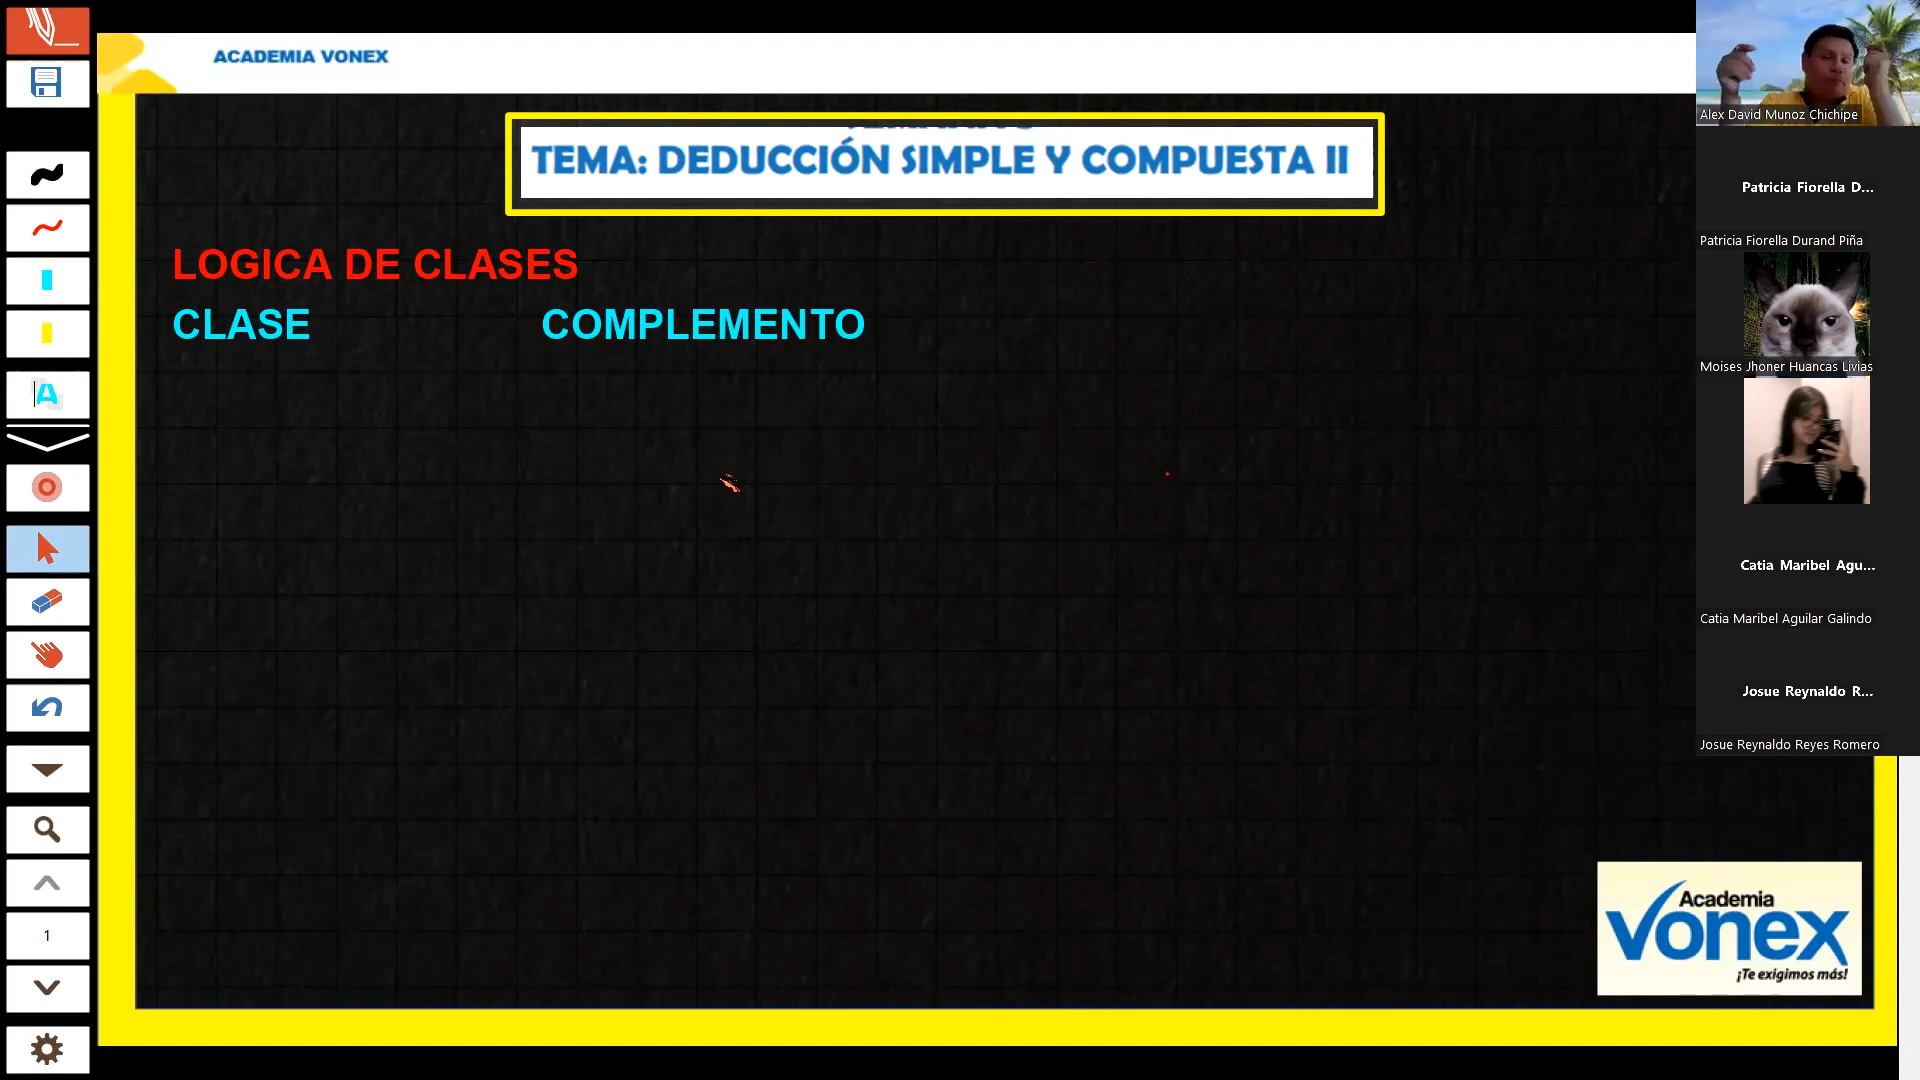 ACADEMIA VONEX
TEMA: DEDUCCIÓN SIMPLE Y COMPUESTA II
LOGICA DE CLASES
CLASE COMPLEMENTO
A
1
Alex David Munoz Chichipe
Patricia Fiorella D...
Patricia Fiorella Durand Piña
Moises Jhoner Huancas Livias
Catia Maribel Agu...
Catia Maribel Aguilar Galindo
Josue Reynaldo R...
Josue Reynaldo Reyes Romero
Academia
vonex
¡Te exigimos más!